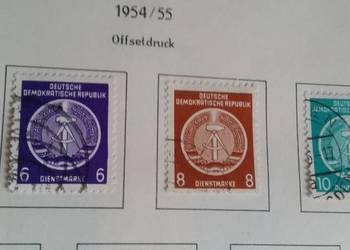 1954/55
Offsetdruck
DEUTSCHE
DEMOKRATISCHE REPUBLIK
6 6
DIENSTMARKE
DEUTSCHE
DEMOKRATISCHE REPUBLIK
8 8
DIENSTMARKE
10